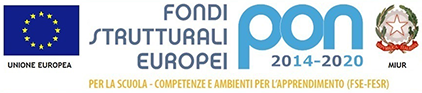 FONDI
STRUTTURALI
EUROPEI
pon
2014-2020
UNIONE EUROPEA
MIUR
PER LA SCUOLA - COMPETENZE E AMBIENTI PER L'APPRENDIMENTO (FSE-FESR)